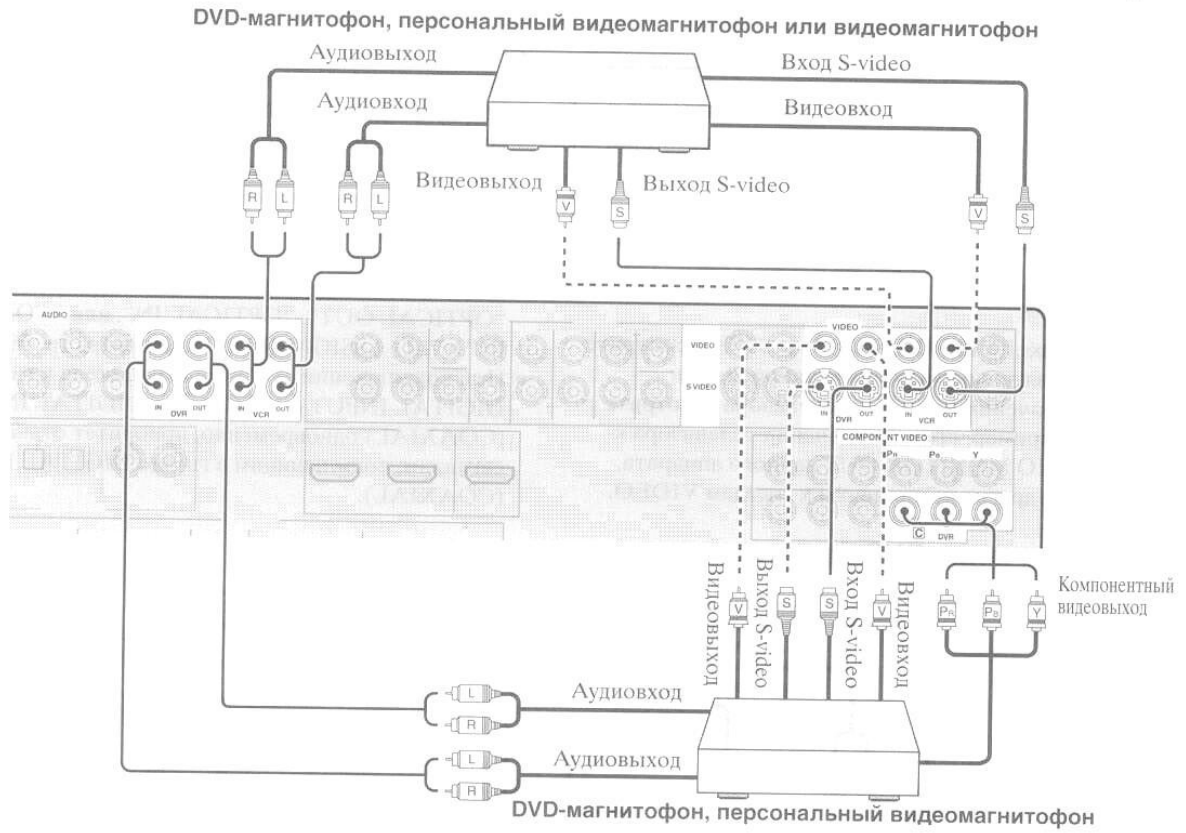 DVD-магнитофон, персональный видеомагнитофон или видеомагнитофон
Аудиовыход
Вход S-video
Аудиовход
Видеовход
Видеовыход
Выход S-video
R L R L V S V S
AUDIO
VIDEO
VIDEO
S VIDEO
IN OUT IN OUT
DVR VCR
IN OUT IN OUT
DVR VCR
COMPONENT VIDEO
PR PB Y
C DVR
Видеовыход
Выход S-video
Вход S-video
Видеовход
V S S V
PR PB Y
Компонентный
видеовыход
L
Аудиовход
R
L
Аудиовыход
R
DVD-магнитофон, персональный видеомагнитофон